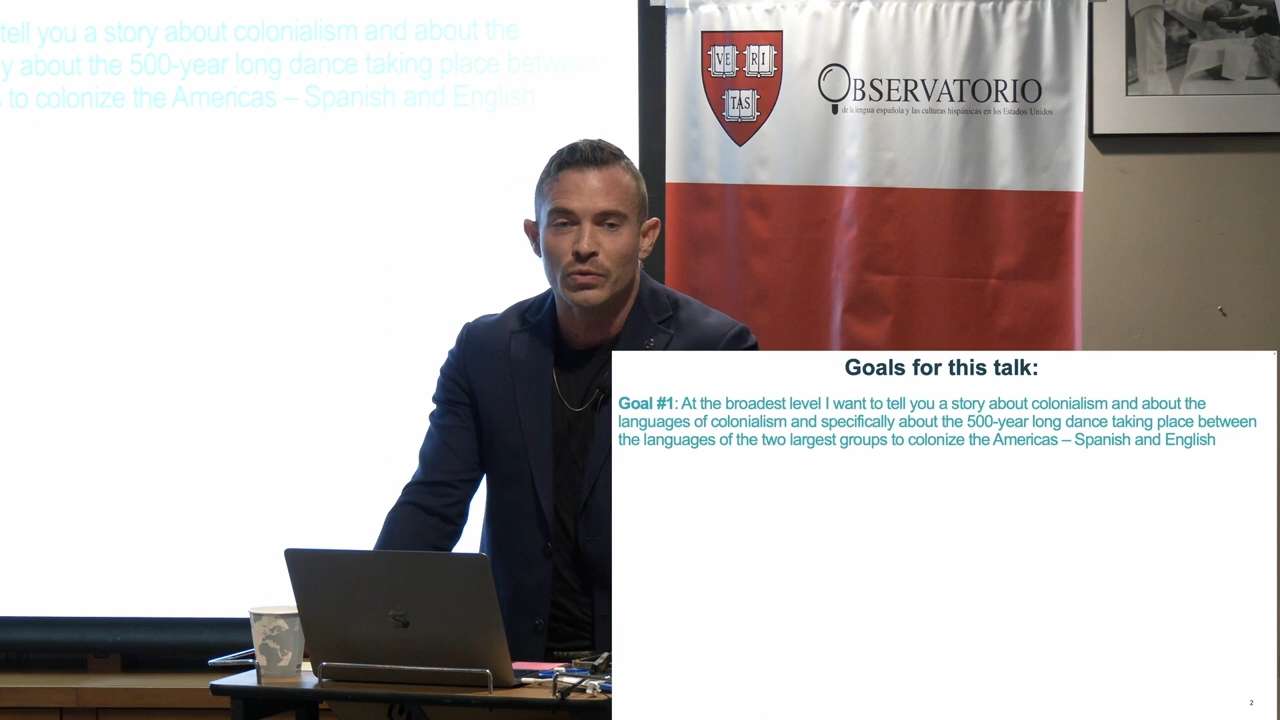 tell you a story about colonialism and about the
y about the 500-year long dance taking place between
to colonize the Americas – Spanish and English
VE RI
TAS
OBSERVATORIO
de la lengua española y las culturas hispánicas en los Estados Unidos
Goals for this talk:
Goal #1: At the broadest level I want to tell you a story about colonialism and about the
languages of colonialism and specifically about the 500-year long dance taking place between
the languages of the two largest groups to colonize the Americas – Spanish and English
2